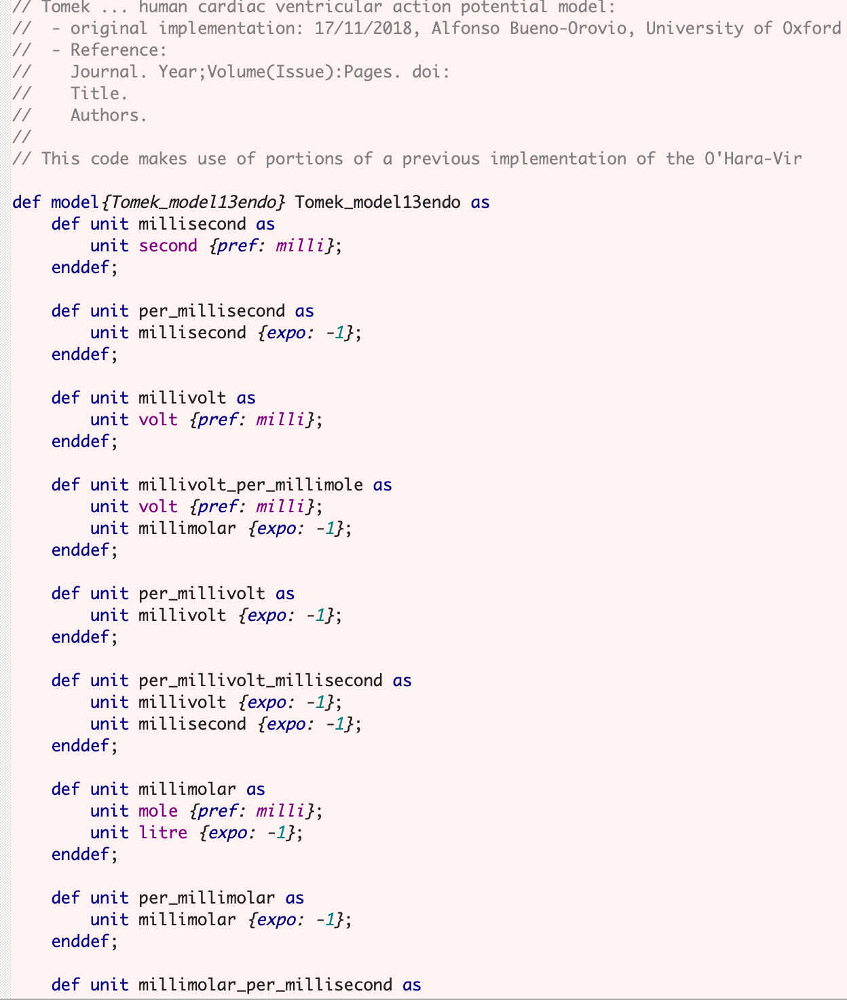 // Tomek ... human cardiac ventricular action potential model:
//  - original implementation: 17/11/2018, Alfonso Bueno-Orovio, University of Oxford
//  - Reference:
//    Journal. Year;Volume(Issue):Pages. doi:
//    Title.
//    Authors.
//
// This code makes use of portions of a previous implementation of the O'Hara-Vir
def model{Tomek_model13endo} Tomek_model13endo as
    def unit millisecond as
        unit second {pref: milli};
    enddef;
    def unit per_millisecond as
        unit millisecond {expo: -1};
    enddef;
    def unit millivolt as
        unit volt {pref: milli};
    enddef;
    def unit millivolt_per_millimole as
        unit volt {pref: milli};
        unit millimolar {expo: -1};
    enddef;
    def unit per_millivolt as
        unit millivolt {expo: -1};
    enddef;
    def unit per_millivolt_millisecond as
        unit millivolt {expo: -1};
        unit millisecond {expo: -1};
    enddef;
    def unit millimolar as
        unit mole {pref: milli};
        unit litre {expo: -1};
    enddef;
    def unit per_millimolar as
        unit millimolar {expo: -1};
    enddef;
    def unit millimolar_per_millisecond as